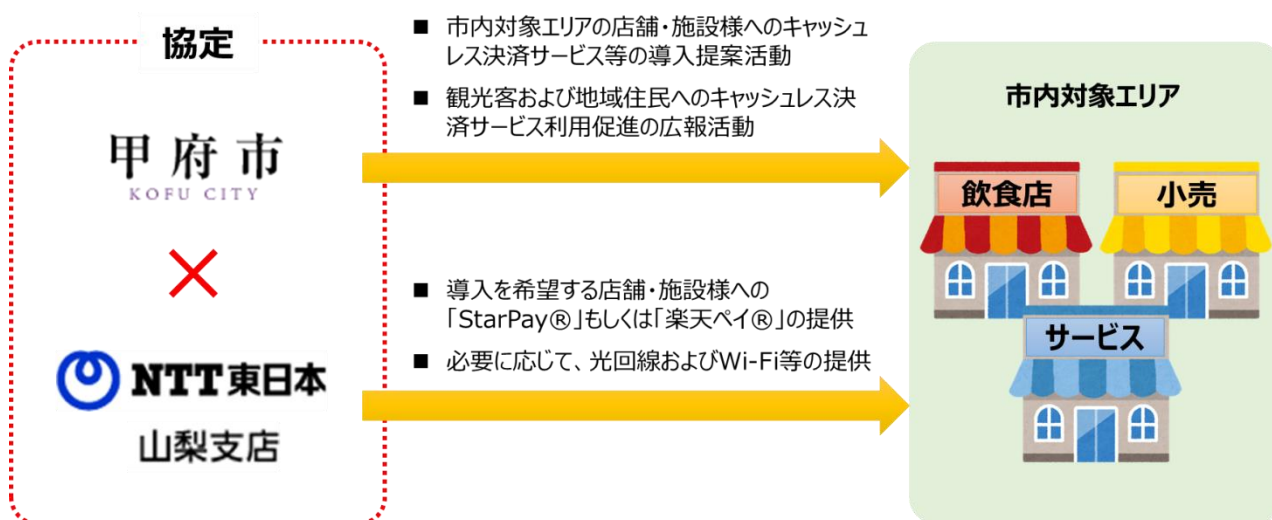 協定
甲府市
KOFU CITY
×
NTT東日本
山梨支店
■ 市内対象エリアの店舗・施設様へのキャッシュ
レス決済サービス等の導入提案活動
■ 観光客および地域住民へのキャッシュレス決
済サービス利用促進の広報活動
■ 導入を希望する店舗・施設様への
「StarPay®」もしくは「楽天ペイ®」の提供
■ 必要に応じて、光回線およびWi-Fi等の提供
市内対象エリア
飲食店
小売
サービス